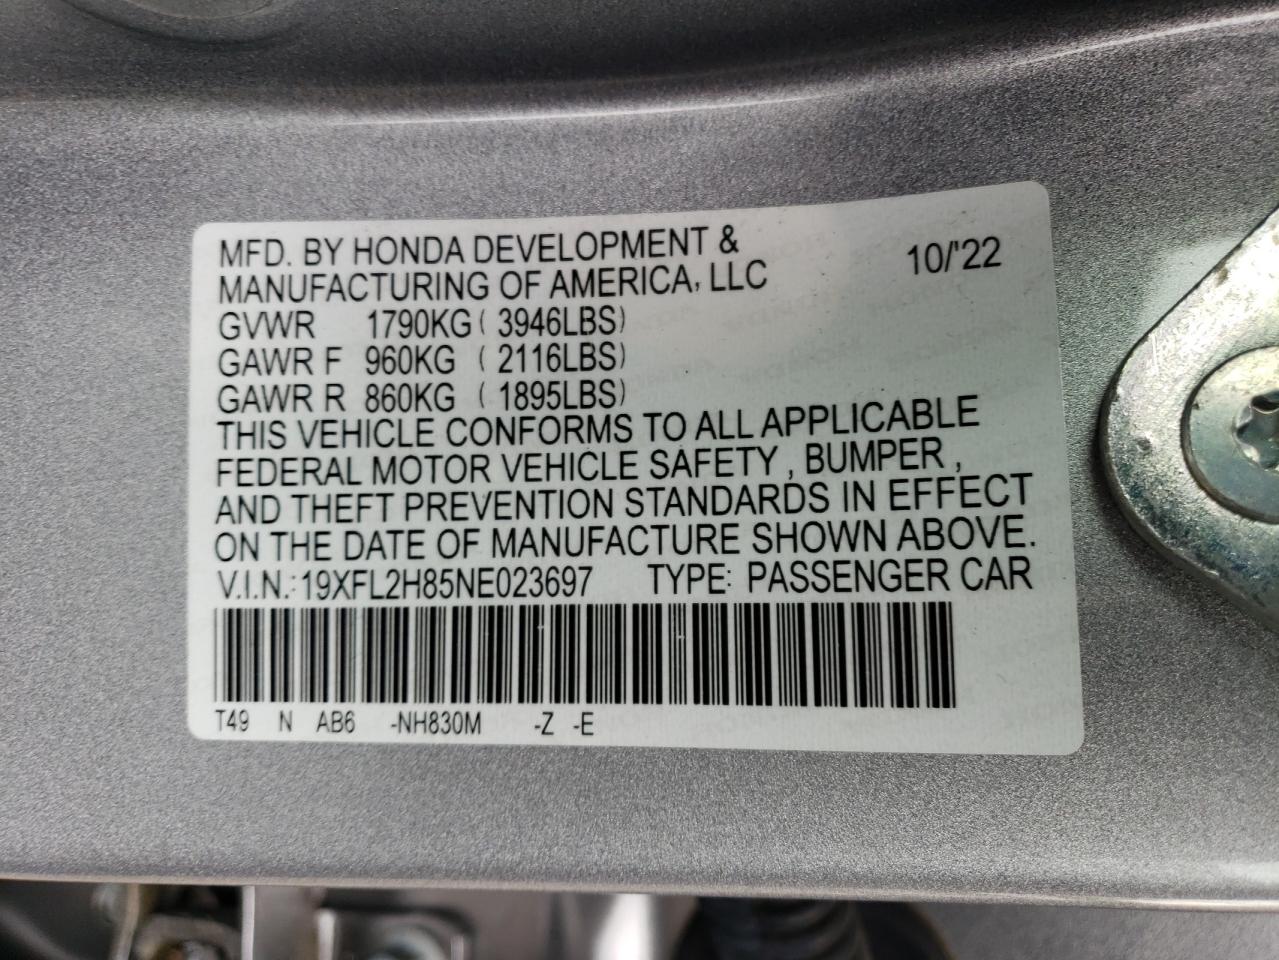 MFD. BY HONDA DEVELOPMENT & 10/'22
MANUFACTURING OF AMERICA, LLC
GVWR 1790KG ( 3946LBS)
GAWR F 960KG ( 2116LBS)
GAWR R 860KG ( 1895LBS)
THIS VEHICLE CONFORMS TO ALL APPLICABLE
FEDERAL MOTOR VEHICLE SAFETY , BUMPER ,
AND THEFT PREVENTION STANDARDS IN EFFECT
ON THE DATE OF MANUFACTURE SHOWN ABOVE.
V.I.N.: 19XFL2H85NE023697 TYPE: PASSENGER CAR
T49 N AB6 -NH830M -Z -E